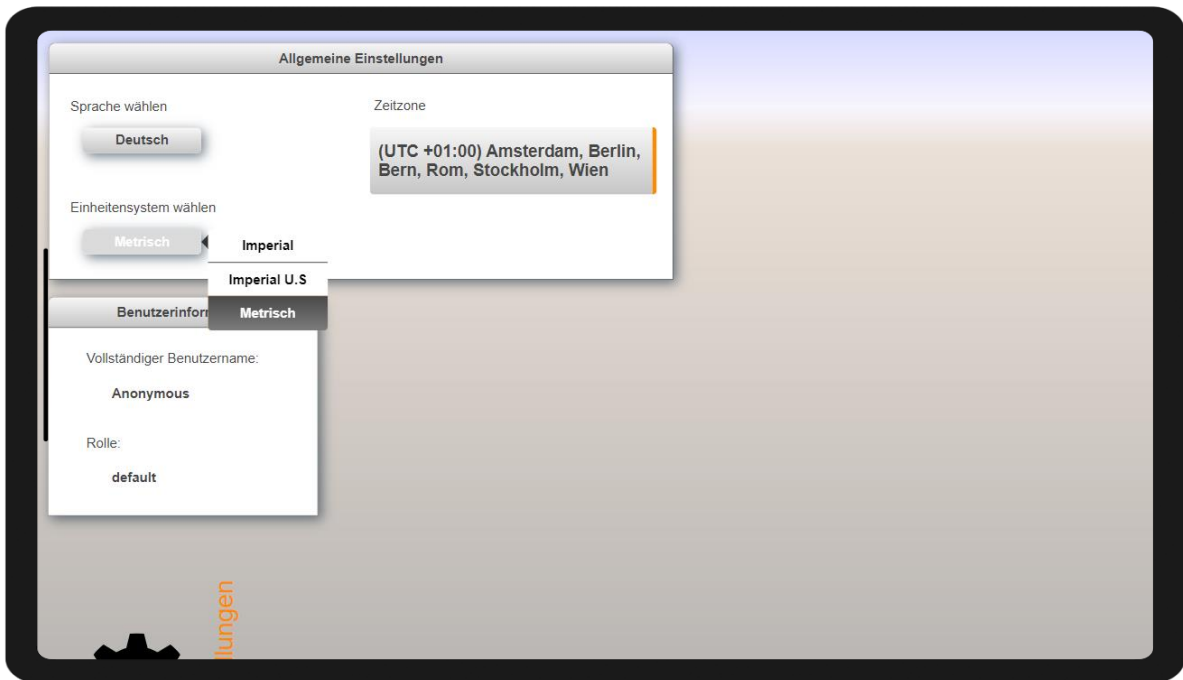 Allgemeine Einstellungen
Sprache wählen
Deutsch
Zeitzone
(UTC +01:00) Amsterdam, Berlin,
Bern, Rom, Stockholm, Wien
Einheitensystem wählen
Metrisch
Imperial
Imperial U.S
Metrisch
Benutzerinfor
Vollständiger Benutzername:
Anonymous
Rolle:
default
llungen